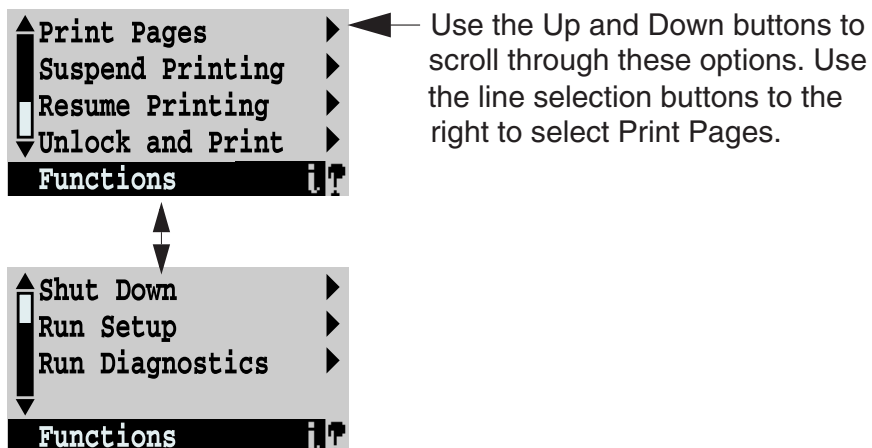 Print Pages
Suspend Printing
Resume Printing
Unlock and Print
Functions
Use the Up and Down buttons to
scroll through these options. Use
the line selection buttons to the
right to select Print Pages.
Shut Down
Run Setup
Run Diagnostics
Functions